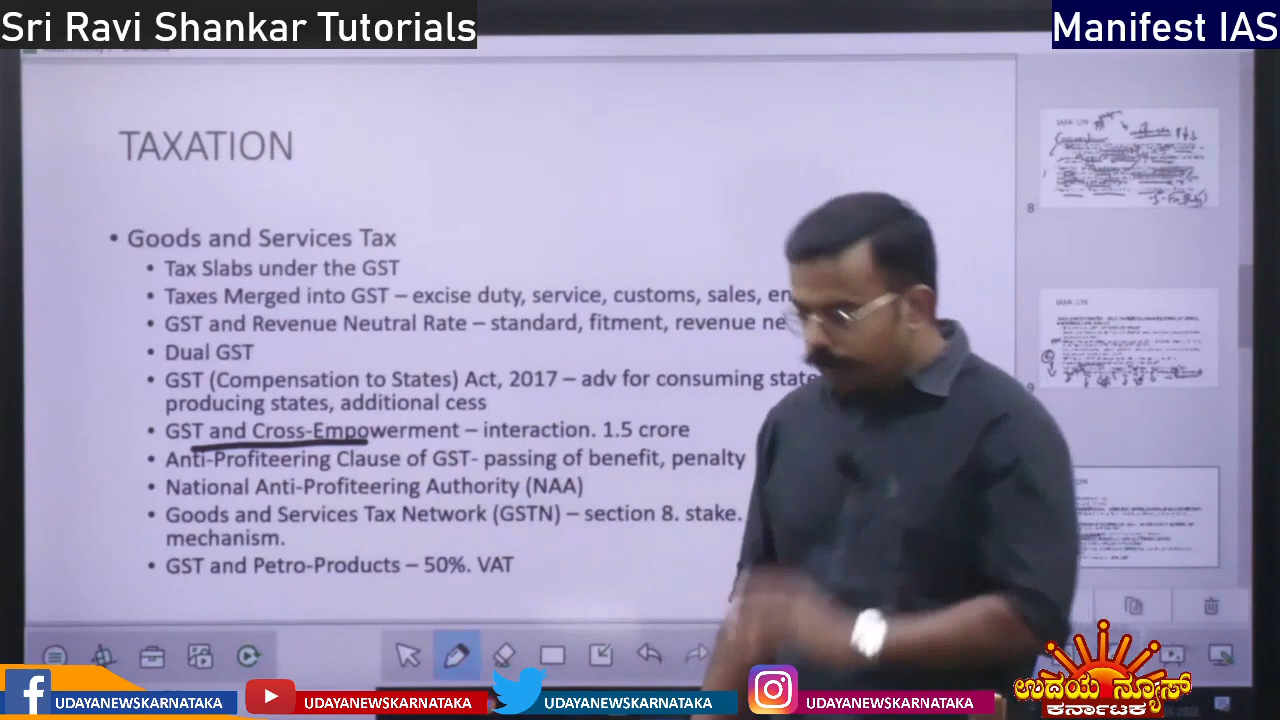 Sri Ravi Shankar Tutorials
Manifest IAS
TAXATION
• Goods and Services Tax
• Tax Slabs under the GST
• Taxes Merged into GST – excise duty, service, customs, sales, en
• GST and Revenue Neutral Rate – standard, fitment, revenue ne
• Dual GST
• GST (Compensation to States) Act, 2017 – adv for consuming state
producing states, additional cess
• GST and Cross-Empowerment – interaction. 1.5 crore
• Anti-Profiteering Clause of GST- passing of benefit, penalty
• National Anti-Profiteering Authority (NAA)
• Goods and Services Tax Network (GSTN) – section 8. stake.
mechanism.
• GST and Petro-Products – 50%. VAT
8
9
UDAYANEWSKARNATAKA
UDAYANEWSKARNATAKA
UDAYANEWSKARNATAKA
UDAYANEWSKARNATAKA
ಉದಯ ನ್ಯೂಸ್
ಕರ್ನಾಟಕ